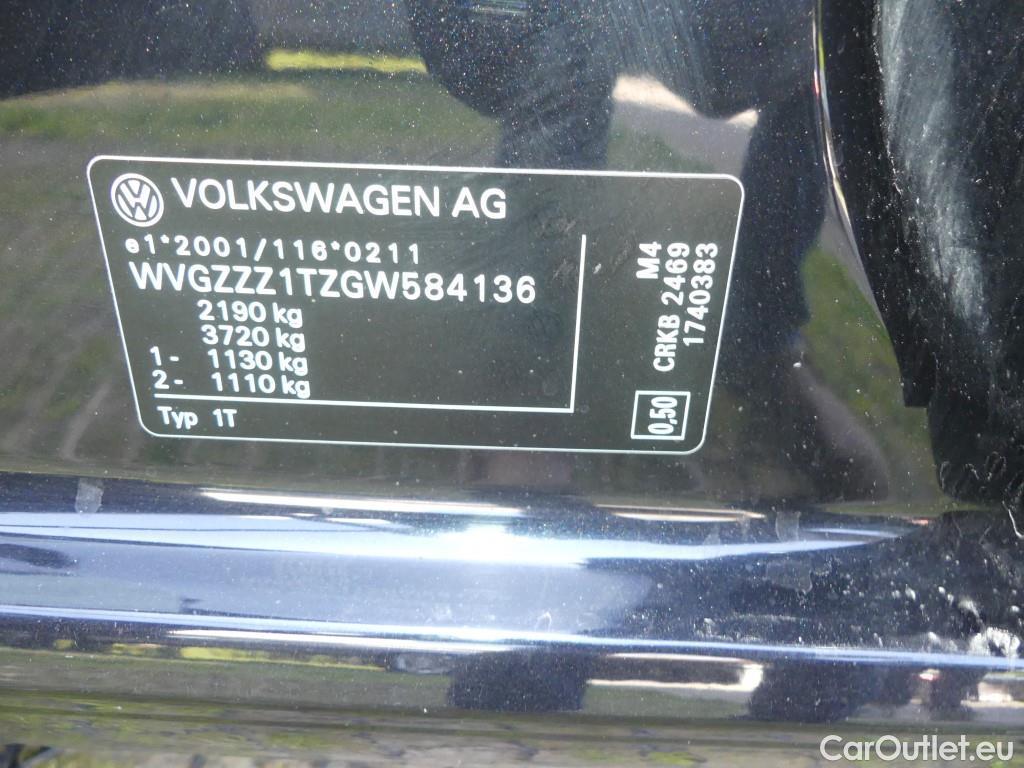 VOLKSWAGEN AG
e1*2001/116*0211
WVGZZZ1TZGW584136
2190 kg
3720 kg
1- 1130 kg
2- 1110 kg
Typ 1T
M4
CRKB 2469
1740383
0,50
CarOutlet.eu